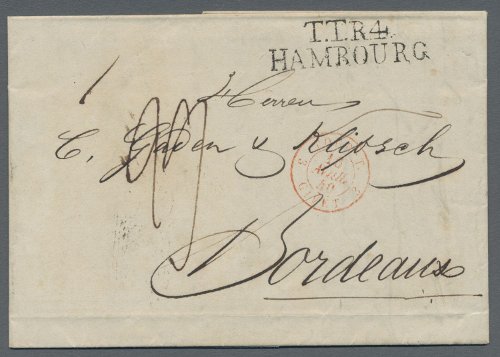 T.T.R.4.
HAMBOURG
Herren
C. Gaden & Klipsch
Bordeaux